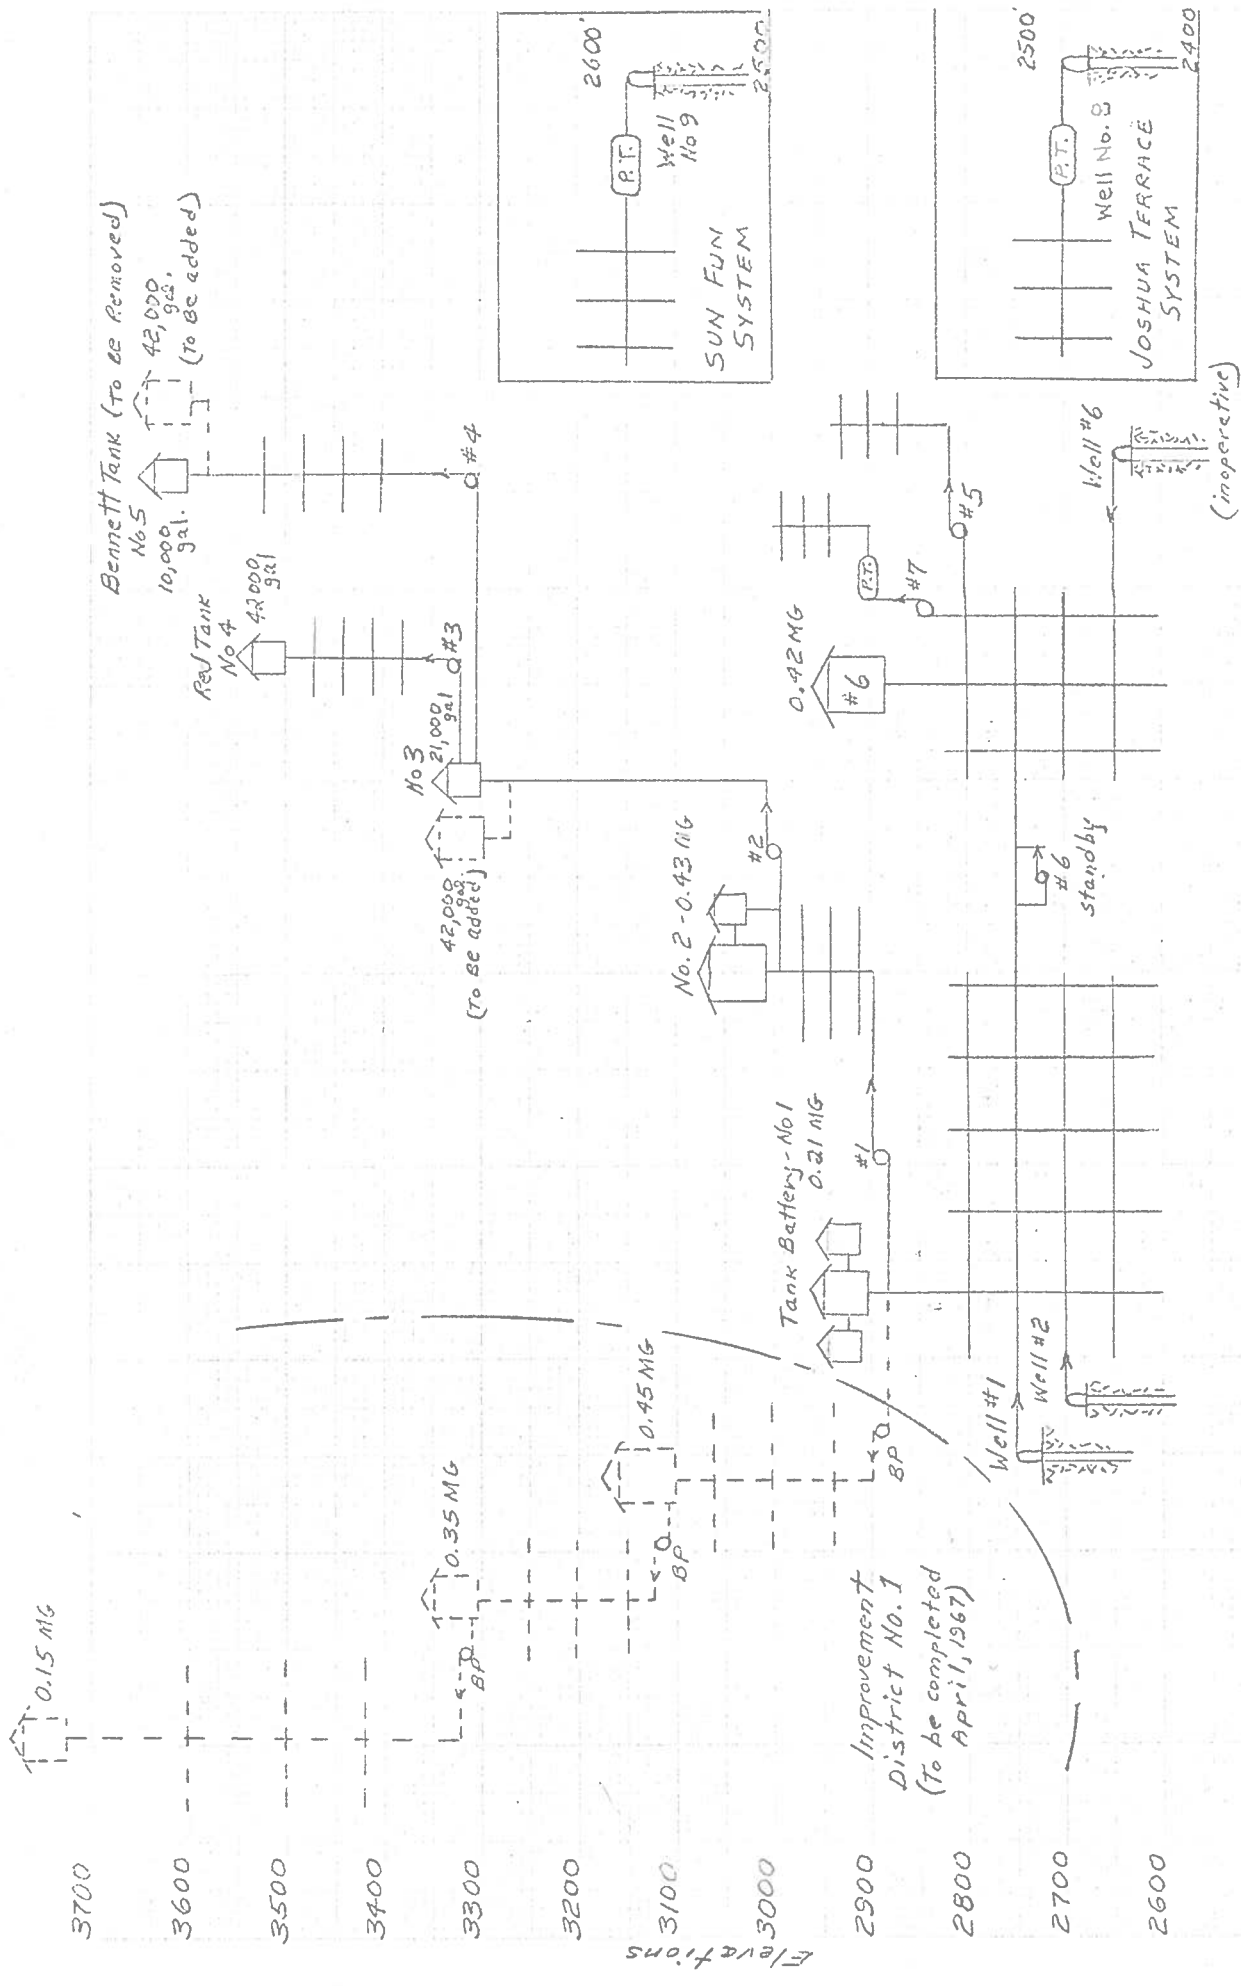 Elevations
3700
3600
3500
3400
3300
3200
3100
3000
2900
2800
2700
2600
0.15 MG
BP
0.35 MG
BP
0.45 MG
BP
Improvement
District No. 1
(To be completed
April, 1967)
Well #1
Well #2
Tank Battery - No 1
0.21 MG
#1
No. 2 - 0.43 MG
#2
42,000
gal.
(To Be added)
No 3
21,000
gal
#3
Red Tank
No 4
42000
gal
Bennett Tank (To Be Removed)
No 5
10,000
gal.
42,000
gal.
(To Be added)
#4
#6
standby
0.42 MG
#6
#7
P.T.
#5
Well #6
(inoperative)
2600'
P.T.
Well
No 9
2500
SUN FUN
SYSTEM
2500'
P.T.
Well No. 8
2400
JOSHUA TERRACE
SYSTEM